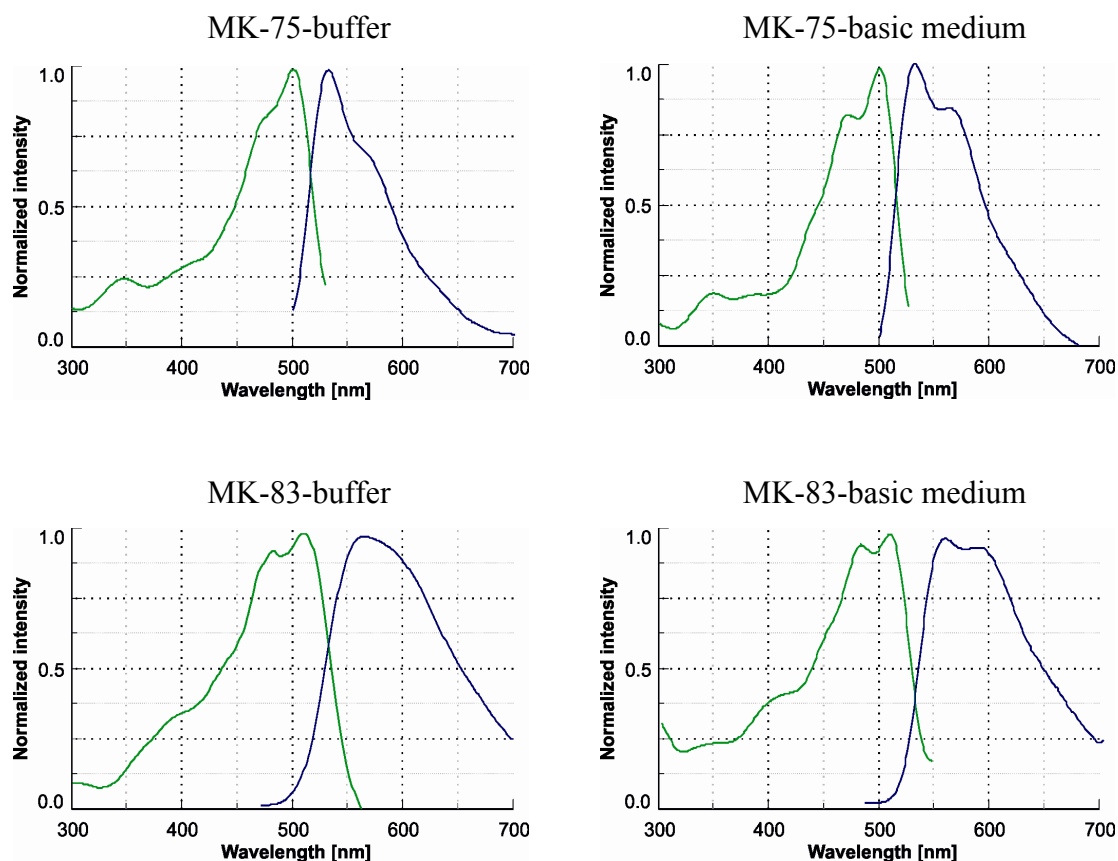 MK-75-buffer
1.0
0.5
0.0
Normalized intensity
300 400 500 600 700
Wavelength [nm]
MK-75-basic medium
1.0
0.5
0.0
Normalized intensity
300 400 500 600 700
Wavelength [nm]
MK-83-buffer
1.0
0.5
0.0
Normalized intensity
300 400 500 600 700
Wavelength [nm]
MK-83-basic medium
1.0
0.5
0.0
Normalized intensity
300 400 500 600 700
Wavelength [nm]